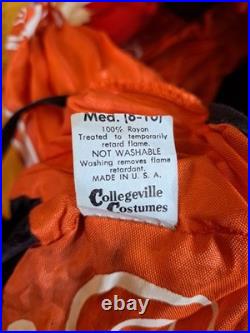 Med. (8-10)
100% Rayon
Treated to temporarily
retard flame.
NOT WASHABLE
Washing removes flame
retardant.
MADE IN U. S. A.
Collegeville
Costumes